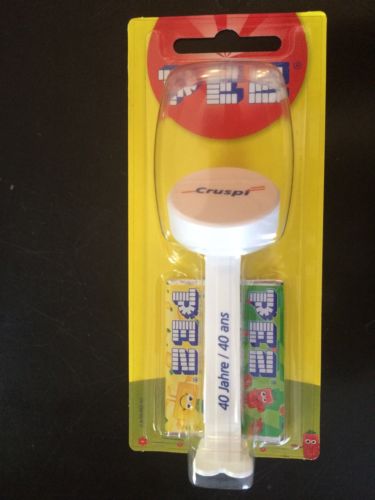 PEZ ®
Cruspi
40 Jahre / 40 ans
PEZ
PEZ